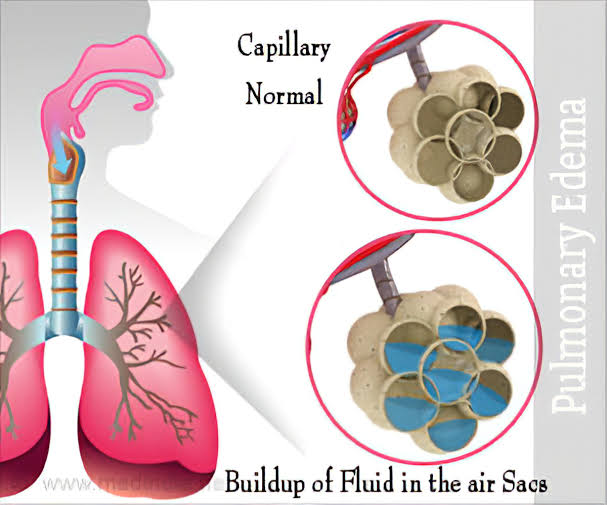 Capillary
Normal
Pulmonary Edema
Buildup of Fluid in the air Sacs